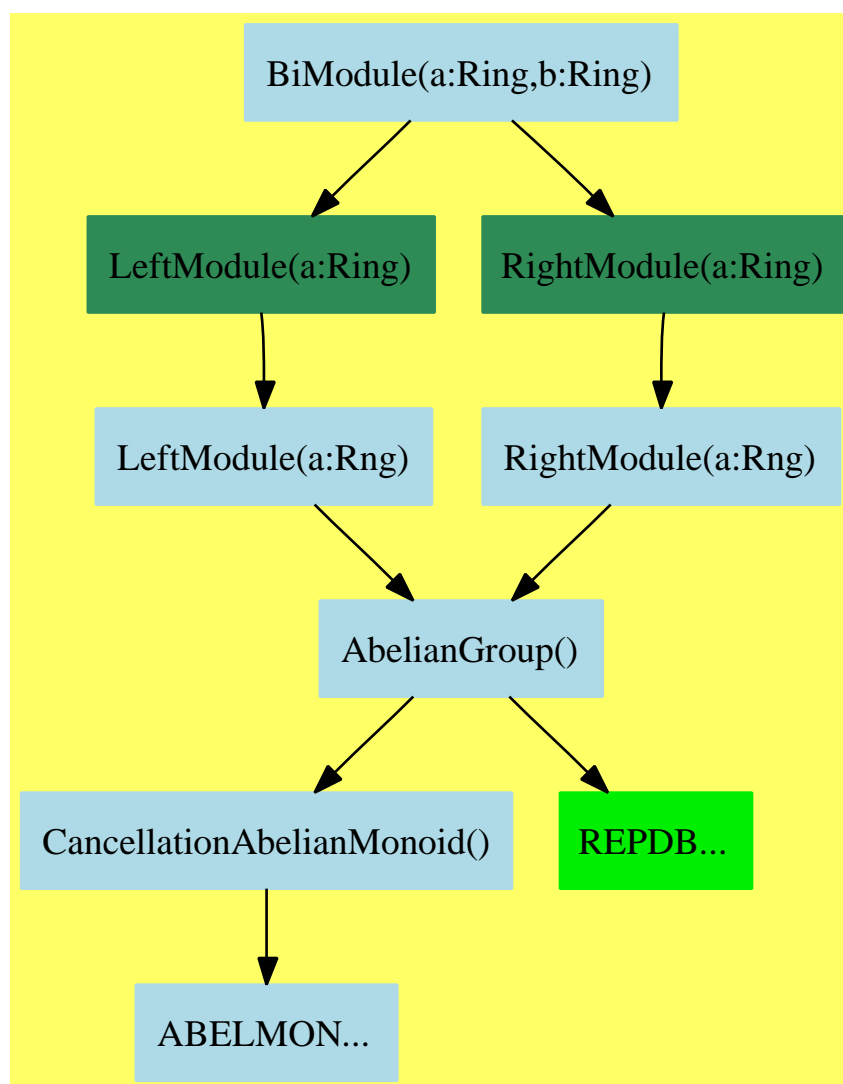 BiModule(a:Ring,b:Ring)
LeftModule(a:Ring)
RightModule(a:Ring)
LeftModule(a:Rng)
RightModule(a:Rng)
AbelianGroup()
CancellationAbelianMonoid()
REPDB...
ABELMON...